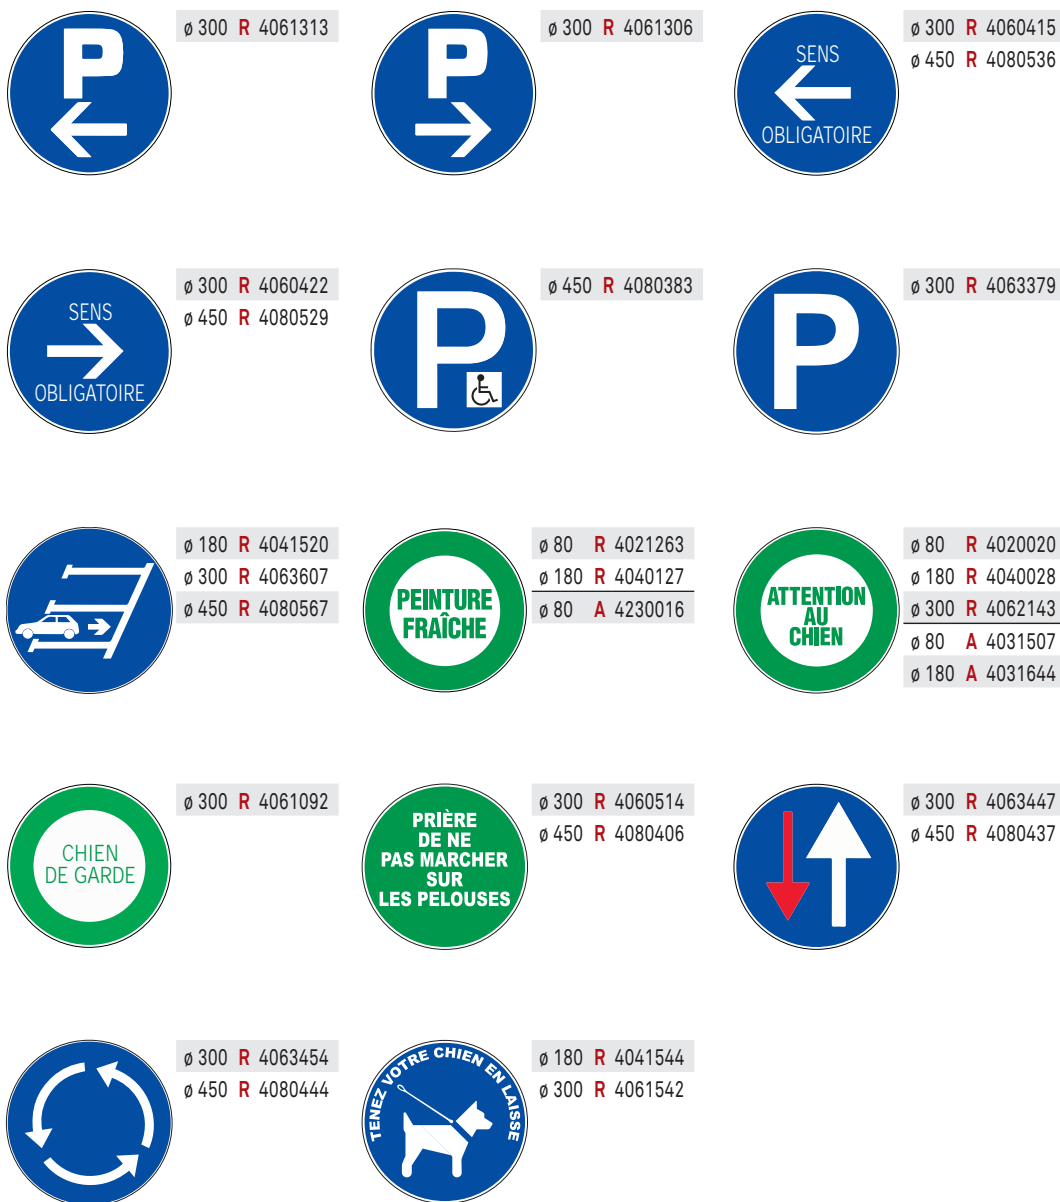 P
ø 300 R 4061313
P
ø 300 R 4061306
SENS
OBLIGATOIRE
ø 300 R 4060415
ø 450 R 4080536
SENS
OBLIGATOIRE
ø 300 R 4060422
ø 450 R 4080529
P
ø 450 R 4080383
P
ø 300 R 4063379
ø 180 R 4041520
ø 300 R 4063607
ø 450 R 4080567
PEINTURE
FRAÎCHE
ø 80 R 4021263
ø 180 R 4040127
ø 80 A 4230016
ATTENTION
AU
CHIEN
ø 80 R 4020020
ø 180 R 4040028
ø 300 R 4062143
ø 80 A 4031507
ø 180 A 4031644
CHIEN
DE GARDE
ø 300 R 4061092
PRIÈRE
DE NE
PAS MARCHER
SUR
LES PELOUSES
ø 300 R 4060514
ø 450 R 4080406
ø 300 R 4063447
ø 450 R 4080437
ø 300 R 4063454
ø 450 R 4080444
TENEZ VOTRE CHIEN EN LAISSE
ø 180 R 4041544
ø 300 R 4061542